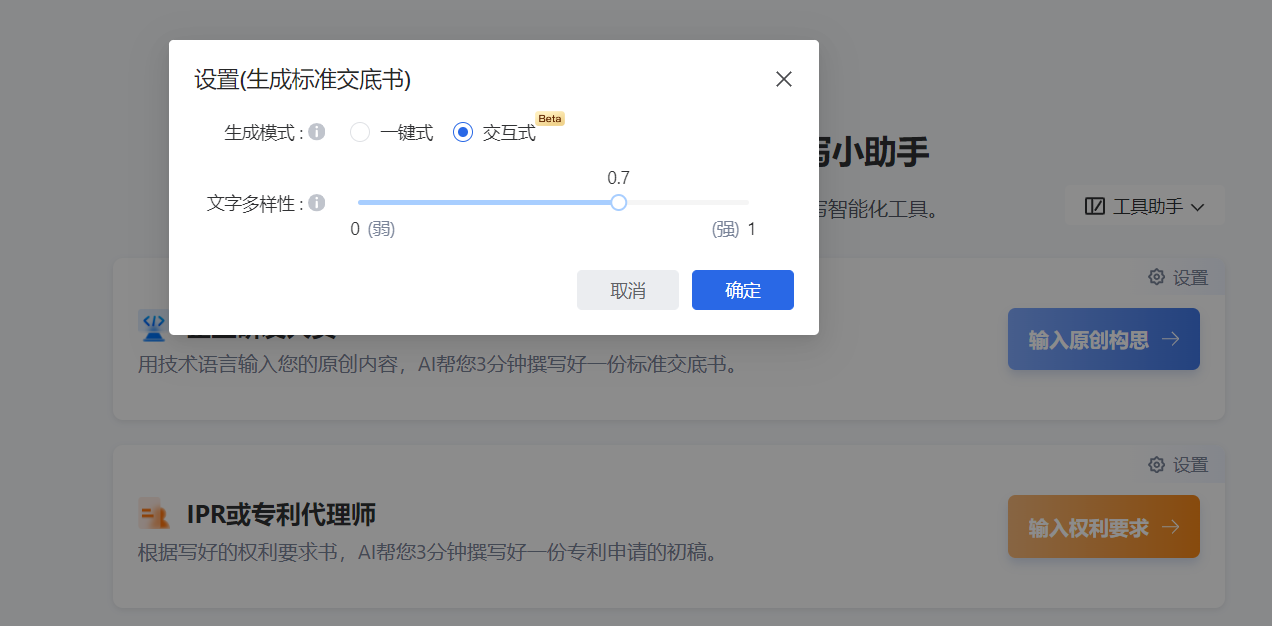 设置(生成标准交底书)
生成模式: 一键式 交互式 Beta
写小助手
0.7
文字多样性:
写智能化工具。
工具助手
0 (弱) (强) 1
取消 确定
设置
输入原创构思
用技术语言输入您的原创内容，AI帮您3分钟撰写好一份标准交底书。
设置
IPR或专利代理师
输入权利要求
根据写好的权利要求书，AI帮您3分钟撰写好一份专利申请的初稿。